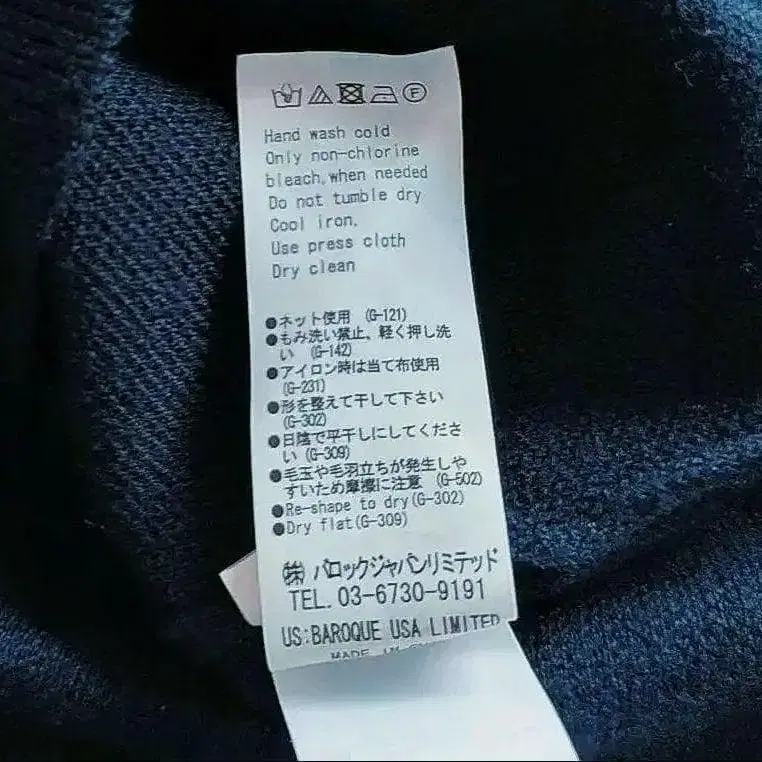 F
Hand wash cold
Only non-chlorine
bleach,when needed
Do not tumble dry
Cool iron,
Use press cloth
Dry clean
●ネット使用 (G-121)
●もみ洗い禁止、軽く押し洗
い (G-142)
●アイロン時は当て布使用
(G-231)
●形を整えて干して下さい
(G-302)
●日陰で平干しにしてくださ
い (G-309)
●毛玉や毛羽立ちが発生しや
すいため摩擦に注意 (G-502)
●Re-shape to dry(G-302)
●Dry flat(G-309)
㈱ バロックジャパンリミテッド
TEL. 03-6730-9191
US:BAROQUE USA LIMITED
MADE IN